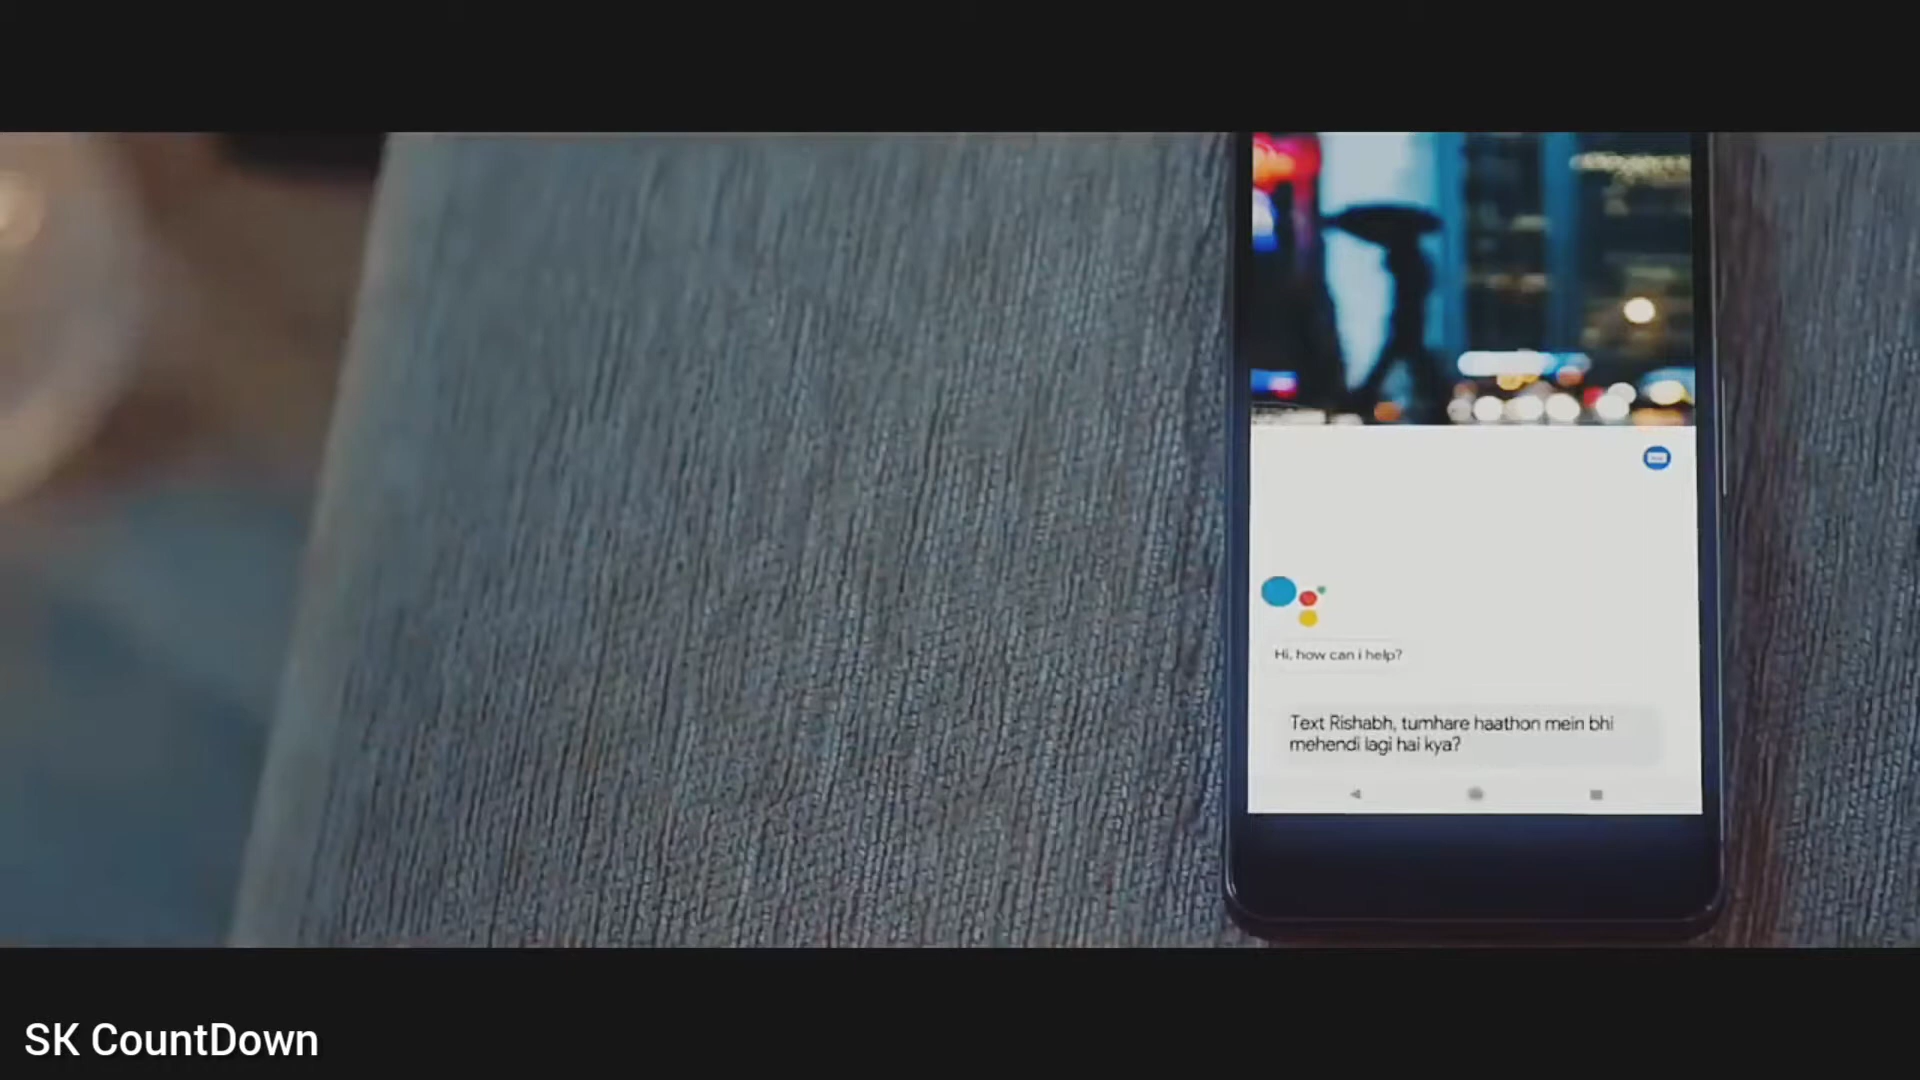 Hi, how can i help?
Text Rishabh, tumhare haathon mein bhi
mehendi lagi hai kya?
SK CountDown